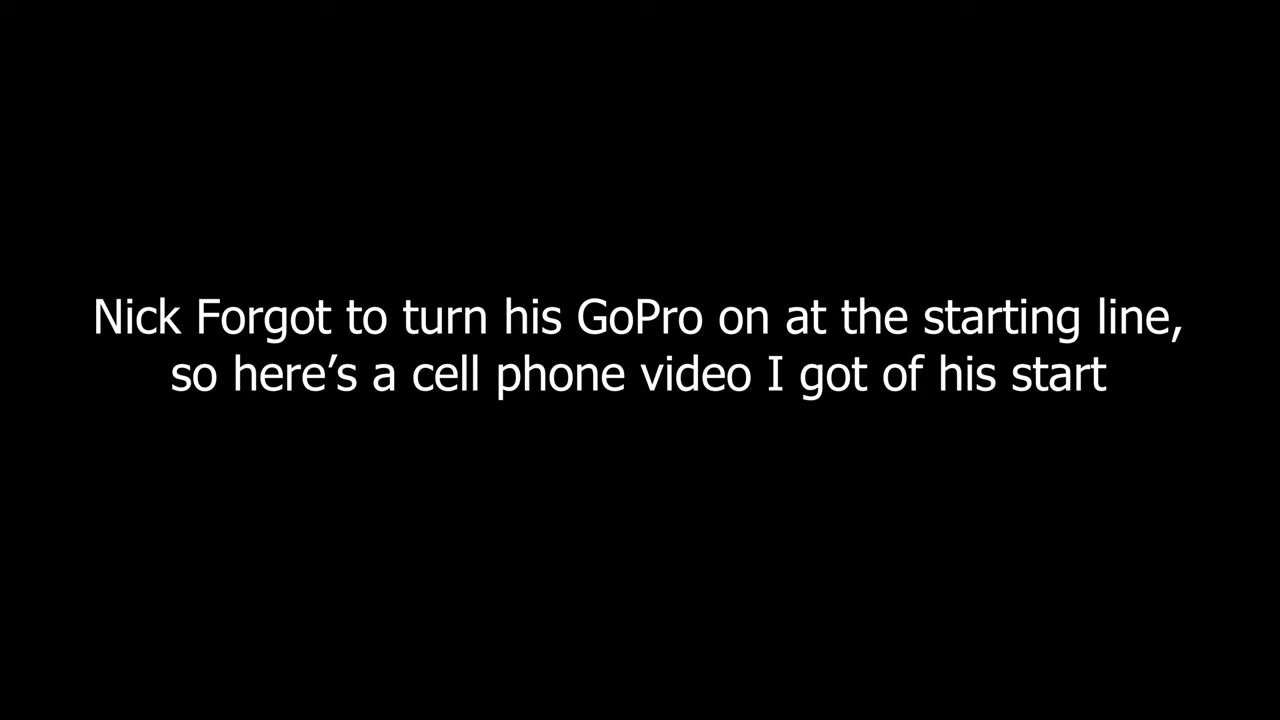 Nick Forgot to turn his GoPro on at the starting line,
so here’s a cell phone video I got of his start